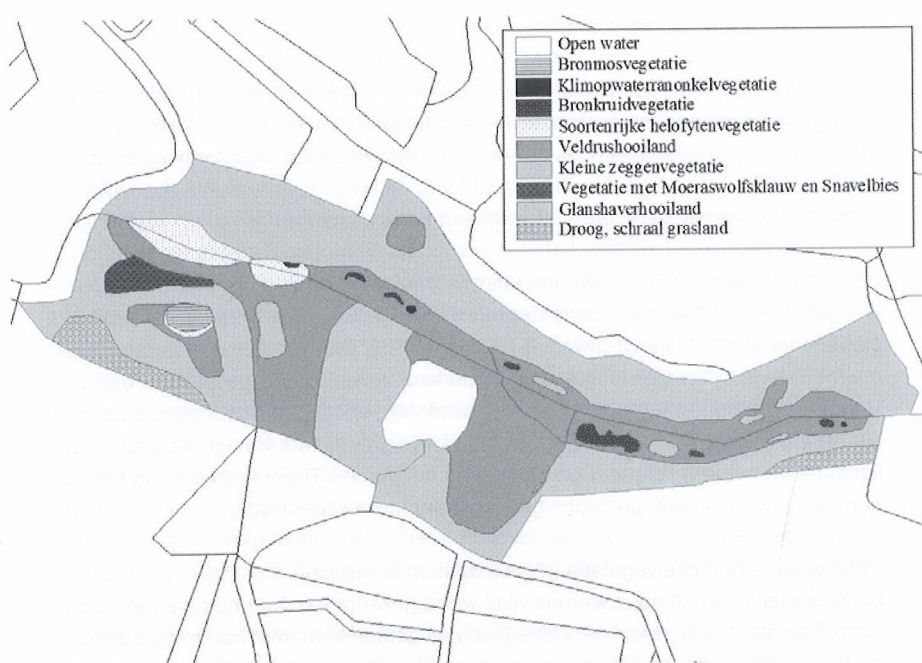 Open water
Bronmosvegetatie
Klimopwaterranonkelvegetatie
Bronkruidvegetatie
Soortenrijke helofytenvegetatie
Veldrushooiland
Kleine zeggenvegetatie
Vegetatie met Moeraswolfsklauw en Snavelbies
Glanshaverhooiland
Droog, schraal grasland